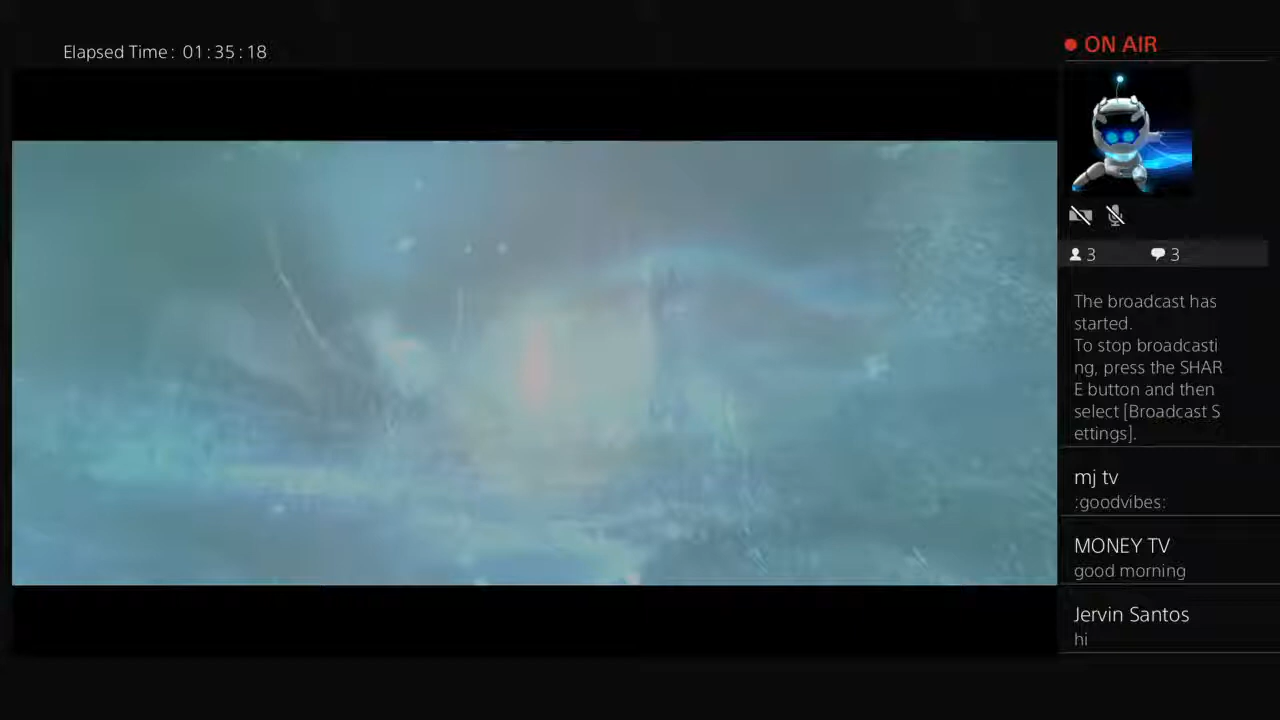 Elapsed Time: 01:35:18
ON AIR
3
3
The broadcast has
started.
To stop broadcasti
ng, press the SHAR
E button and then
select [Broadcast S
ettings].
mj tv
:goodvibes:
MONEY TV
good morning
Jervin Santos
hi